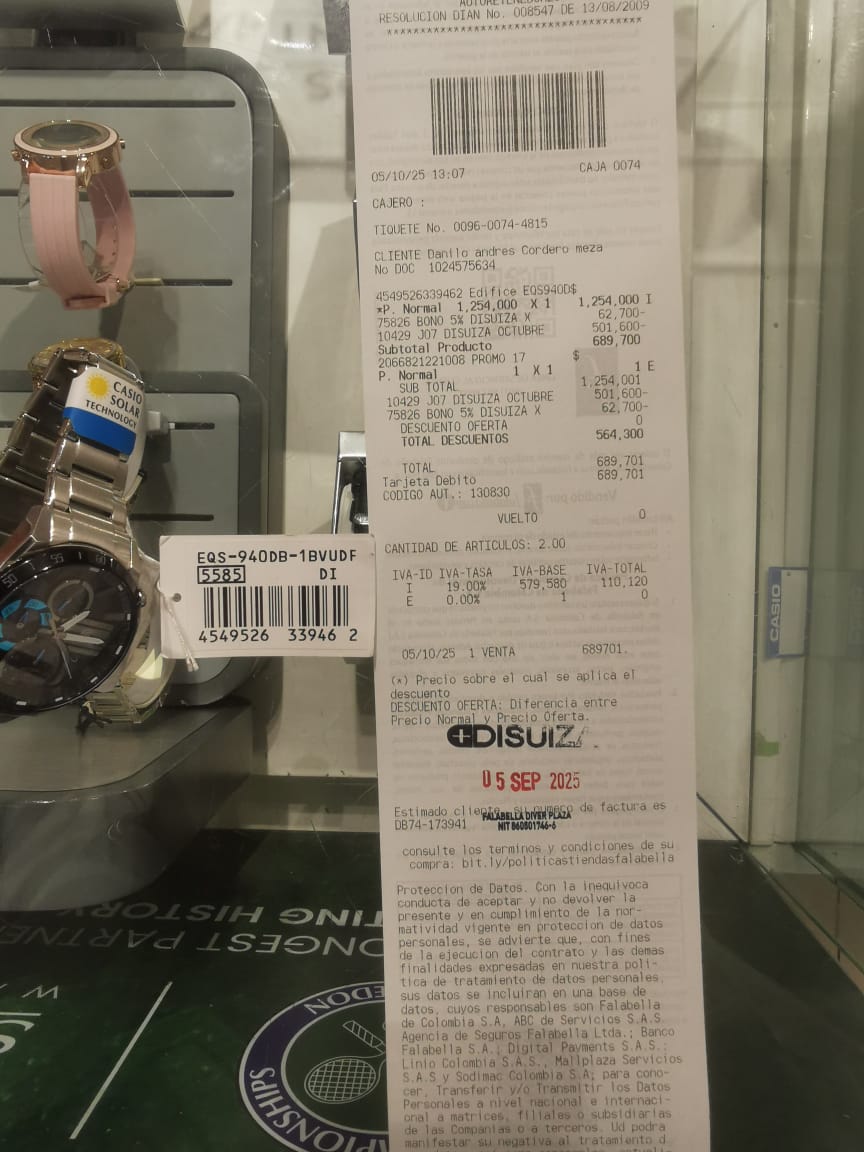 RESOLUCION DIAN No. 008547 DE 13/08/2009
****************************************
05/10/25 13:07 CAJA 0074
CAJERO :
TIQUETE No. 0096-0074-4815
CLIENTE Danilo andres Cordero meza
No DOC 1024575634
4549526339462 Edifice EQS940D$
*P. Normal 1,254,000 X 1 1,254,000 I
75826 BONO 5% DISUIZA X 62,700-
10429 J07 DISUIZA OCTUBRE 501,600-
Subtotal Producto 689,700
2066821221008 PROMO 17 $
P. Normal 1 X 1 1 E
SUB TOTAL 1,254,001
10429 J07 DISUIZA OCTUBRE 501,600-
75826 BONO 5% DISUIZA X 62,700-
DESCUENTO OFERTA 0
TOTAL DESCUENTOS 564,300
TOTAL 689,701
Tarjeta Debito 689,701
CODIGO AUT.: 130830
VUELTO 0
CANTIDAD DE ARTICULOS: 2.00
IVA-ID IVA-TASA IVA-BASE IVA-TOTAL
I 19.00% 579,580 110,120
E 0.00% 1 0
05/10/25 1 VENTA 689701.
(*) Precio sobre el cual se aplica el
descuento
DESCUENTO OFERTA: Diferencia entre
Precio Normal y Precio Oferta.
DISUIZA
05 SEP 2025
Estimado cliente, su numero de factura es
DB74-173941
FALABELLA DIVER PLAZA
NIT 860801746-6
consulte los terminos y condiciones de su
compra: bit.ly/politicastiendasfalabella
Proteccion de Datos. Con la inequivoca
conducta de aceptar y no devolver la
presente y en cumplimiento de la nor-
matividad vigente en proteccion de datos
personales, se advierte que, con fines
de la ejecucion del contrato y las demas
finalidades expresadas en nuestra poli-
tica de tratamiento de datos personales,
sus datos se incluiran en una base de
datos, cuyos responsables son Falabella
de Colombia S.A, ABC de Servicios S.A.S
Agencia de Seguros Falabella Ltda.; Banco
Falabella S.A.; Digital Payments S.A.S.;
Linio Colombia S.A.S., Mallplaza Servicios
S.A.S y Sodimac Colombia S.A; para cono-
cer, Transferir y/o Transmitir los Datos
Personales a nivel nacional e internaci-
onal a matrices, filiales o subsidiarias
de las Companias o a terceros. Ud podra
manifestar su negativa al tratamiento d
CASIO
SOLAR
TECHNOLOGY
EQS-940DB-1BVUDF
5585 DI
4549526 33946 2
CASIO
50 55 10